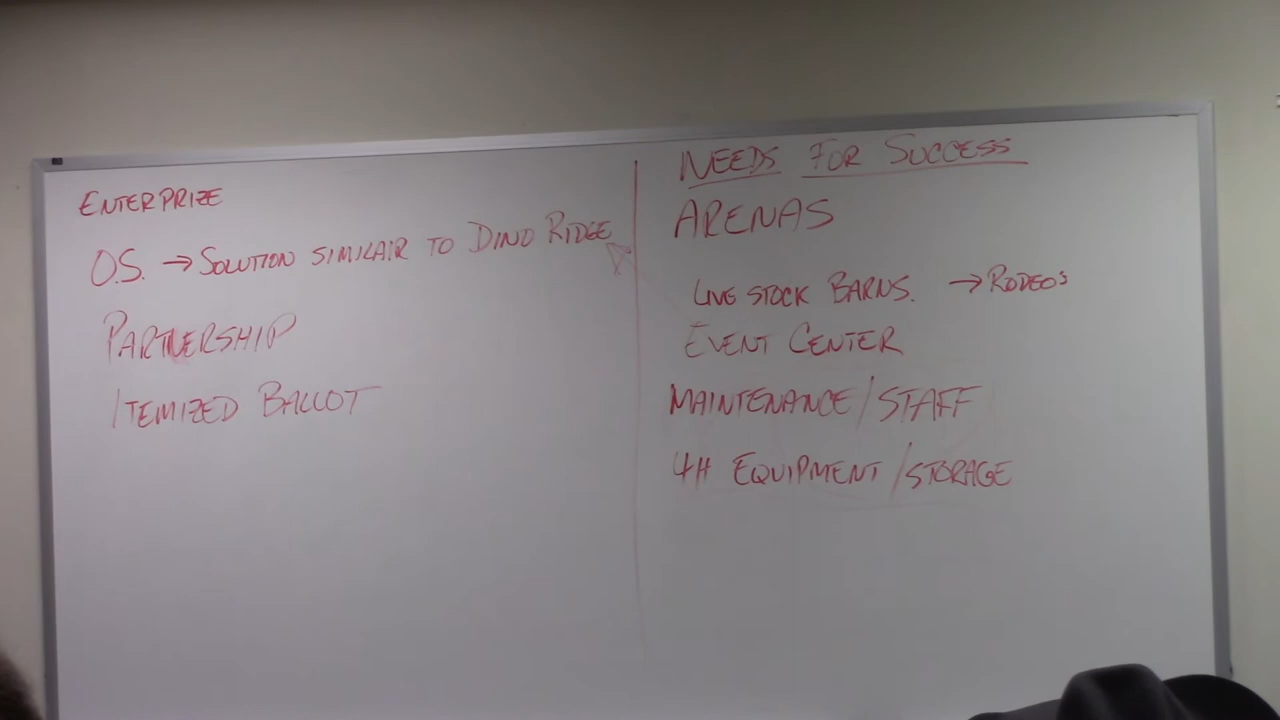 ENTERPRIZE
O.S. → SOLUTION SIMILAIR TO DINO RIDGE
PARTNERSHIP
ITEMIZED BALLOT
NEEDS FOR SUCCESS
ARENAS
LIVE STOCK BARNS. → RODEO'S
EVENT CENTER
MAINTENANCE/STAFF
4H EQUIPMENT/STORAGE